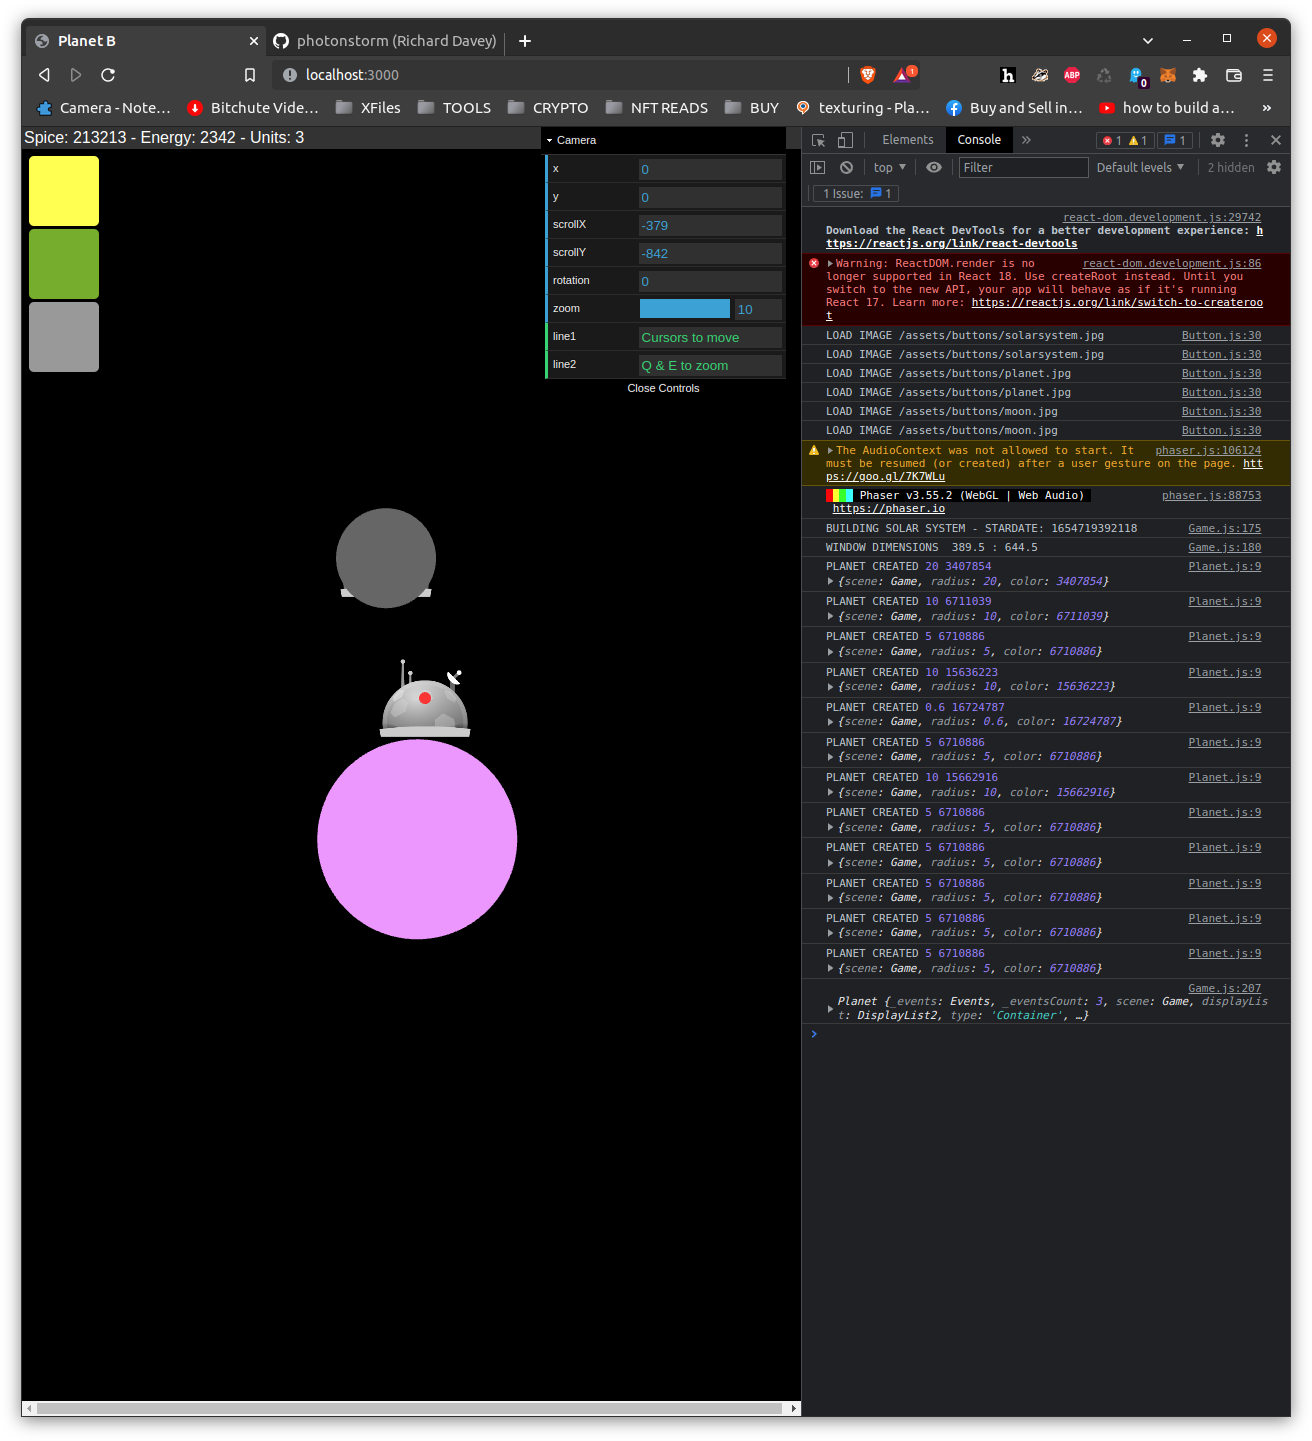 Planet B
photonstorm (Richard Davey)
localhost:3000
1
h
ABP
0
Camera - Note...
Bitchute Vide...
XFiles
TOOLS
CRYPTO
NFT READS
BUY
texturing - Pla...
Buy and Sell in...
how to build a...
»
Spice: 213213 - Energy: 2342 - Units: 3
Camera
x 0
y 0
scrollX -379
scrollY -842
rotation 0
zoom 10
line1 Cursors to move
line2 Q & E to zoom
Close Controls
Elements Console » 1 1 1
top Filter Default levels 2 hidden
1 Issue: 1
react-dom.development.js:29742
Download the React DevTools for a better development experience: h
ttps://reactjs.org/link/react-devtools
Warning: ReactDOM.render is no react-dom.development.js:86
longer supported in React 18. Use createRoot instead. Until you
switch to the new API, your app will behave as if it's running
React 17. Learn more: https://reactjs.org/link/switch-to-createroo
t
LOAD IMAGE /assets/buttons/solarsystem.jpg Button.js:30
LOAD IMAGE /assets/buttons/solarsystem.jpg Button.js:30
LOAD IMAGE /assets/buttons/planet.jpg Button.js:30
LOAD IMAGE /assets/buttons/planet.jpg Button.js:30
LOAD IMAGE /assets/buttons/moon.jpg Button.js:30
LOAD IMAGE /assets/buttons/moon.jpg Button.js:30
The AudioContext was not allowed to start. It phaser.js:106124
must be resumed (or created) after a user gesture on the page. htt
ps://goo.gl/7K7WLu
Phaser v3.55.2 (WebGL | Web Audio) phaser.js:88753
https://phaser.io
BUILDING SOLAR SYSTEM - STARDATE: 1654719392118 Game.js:175
WINDOW DIMENSIONS 389.5 : 644.5 Game.js:180
PLANET CREATED 20 3407854 Planet.js:9
{scene: Game, radius: 20, color: 3407854}
PLANET CREATED 10 6711039 Planet.js:9
{scene: Game, radius: 10, color: 6711039}
PLANET CREATED 5 6710886 Planet.js:9
{scene: Game, radius: 5, color: 6710886}
PLANET CREATED 10 15636223 Planet.js:9
{scene: Game, radius: 10, color: 15636223}
PLANET CREATED 0.6 16724787 Planet.js:9
{scene: Game, radius: 0.6, color: 16724787}
PLANET CREATED 5 6710886 Planet.js:9
{scene: Game, radius: 5, color: 6710886}
PLANET CREATED 10 15662916 Planet.js:9
{scene: Game, radius: 10, color: 15662916}
PLANET CREATED 5 6710886 Planet.js:9
{scene: Game, radius: 5, color: 6710886}
PLANET CREATED 5 6710886 Planet.js:9
{scene: Game, radius: 5, color: 6710886}
PLANET CREATED 5 6710886 Planet.js:9
{scene: Game, radius: 5, color: 6710886}
PLANET CREATED 5 6710886 Planet.js:9
{scene: Game, radius: 5, color: 6710886}
PLANET CREATED 5 6710886 Planet.js:9
{scene: Game, radius: 5, color: 6710886}
Game.js:207
Planet {_events: Events, _eventsCount: 3, scene: Game, displayLis
t: DisplayList2, type: 'Container', …}